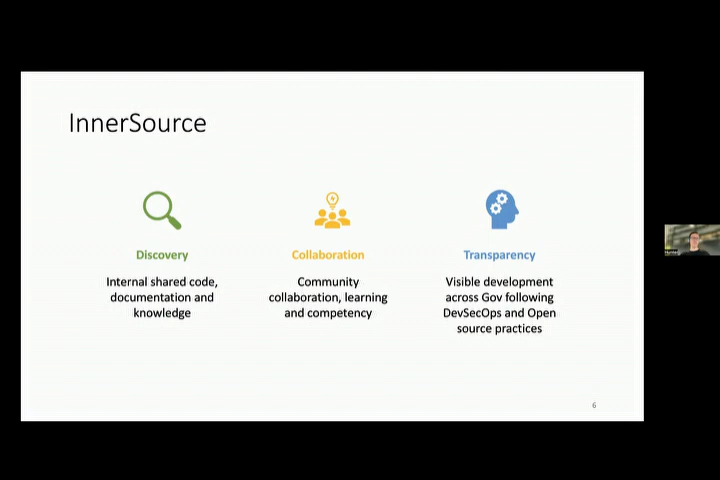 InnerSource
Discovery
Internal shared code,
documentation and
knowledge
Collaboration
Community
collaboration, learning
and competency
Transparency
Visible development
across Gov following
DevSecOps and Open
source practices
6